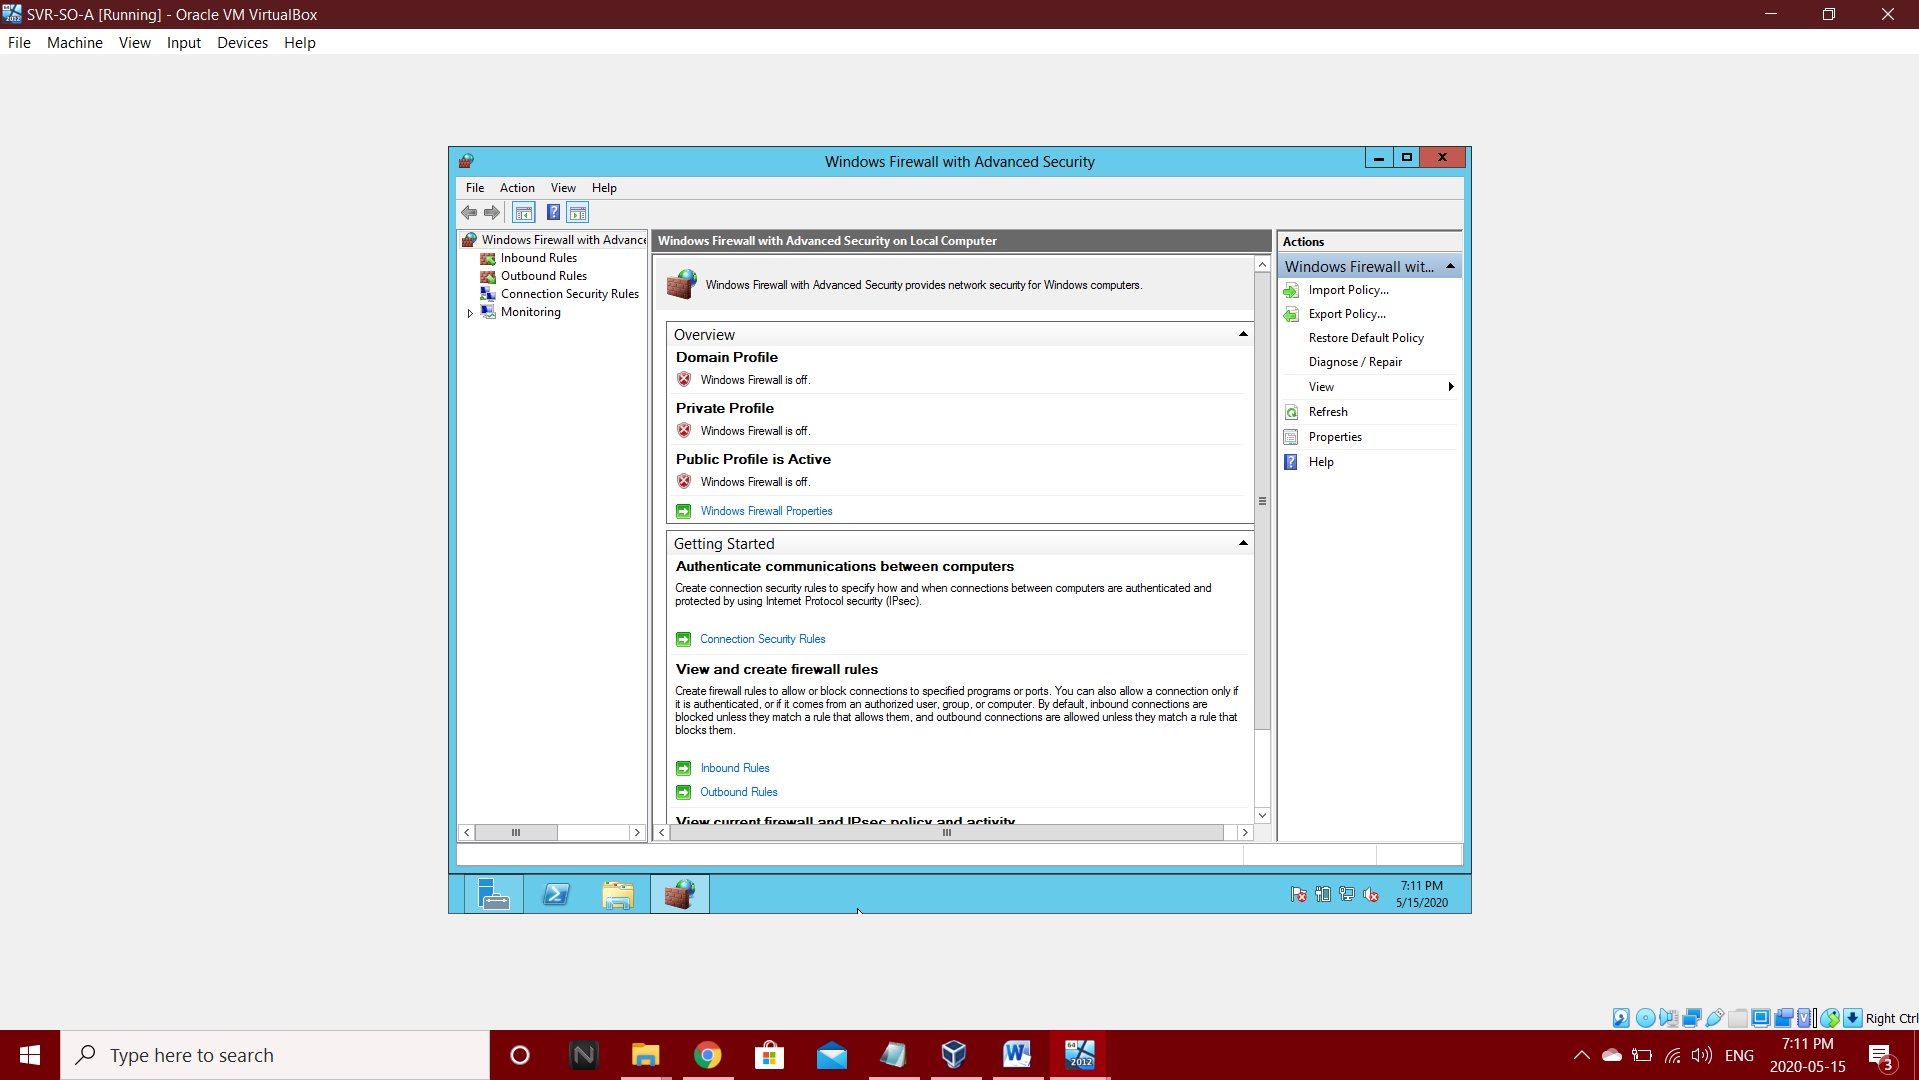 SVR-SO-A [Running] - Oracle VM VirtualBox
File Machine View Input Devices Help
Windows Firewall with Advanced Security
File Action View Help
Windows Firewall with Advance
Inbound Rules
Outbound Rules
Connection Security Rules
Monitoring
Windows Firewall with Advanced Security on Local Computer
Windows Firewall with Advanced Security provides network security for Windows computers.
Overview
Domain Profile
Windows Firewall is off.
Private Profile
Windows Firewall is off.
Public Profile is Active
Windows Firewall is off.
Windows Firewall Properties
Getting Started
Authenticate communications between computers
Create connection security rules to specify how and when connections between computers are authenticated and
protected by using Internet Protocol security (IPsec).
Connection Security Rules
View and create firewall rules
Create firewall rules to allow or block connections to specified programs or ports. You can also allow a connection only if
it is authenticated, or if it comes from an authorized user, group, or computer. By default, inbound connections are
blocked unless they match a rule that allows them, and outbound connections are allowed unless they match a rule that
blocks them.
Inbound Rules
Outbound Rules
View current firewall and IPsec policy and activity
Actions
Windows Firewall wit...
Import Policy...
Export Policy...
Restore Default Policy
Diagnose / Repair
View
Refresh
Properties
Help
7:11 PM
5/15/2020
Right Ctrl
Type here to search
64
2012
ENG
7:11 PM
2020-05-15
3